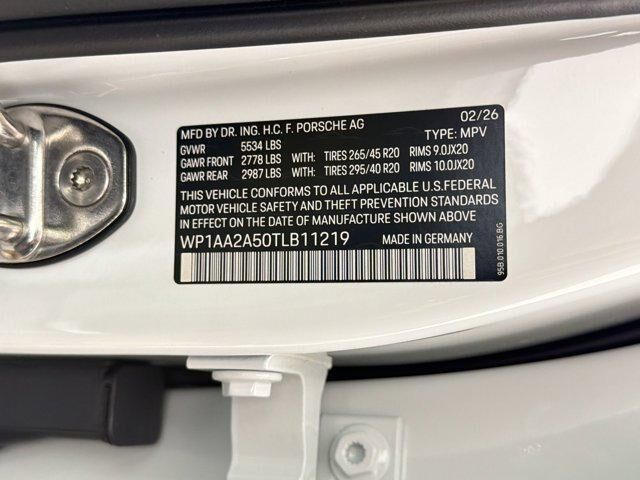 MFD BY DR. ING. H.C. F. PORSCHE AG 02/26
GVWR 5534 LBS TYPE: MPV
GAWR FRONT 2778 LBS WITH: TIRES 265/45 R20 RIMS 9.0JX20
GAWR REAR 2987 LBS WITH: TIRES 295/40 R20 RIMS 10.0JX20
THIS VEHICLE CONFORMS TO ALL APPLICABLE U.S. FEDERAL
MOTOR VEHICLE SAFETY AND THEFT PREVENTION STANDARDS
IN EFFECT ON THE DATE OF MANUFACTURE SHOWN ABOVE
WP1AA2A50TLB11219 MADE IN GERMANY
95B.010.016.BG